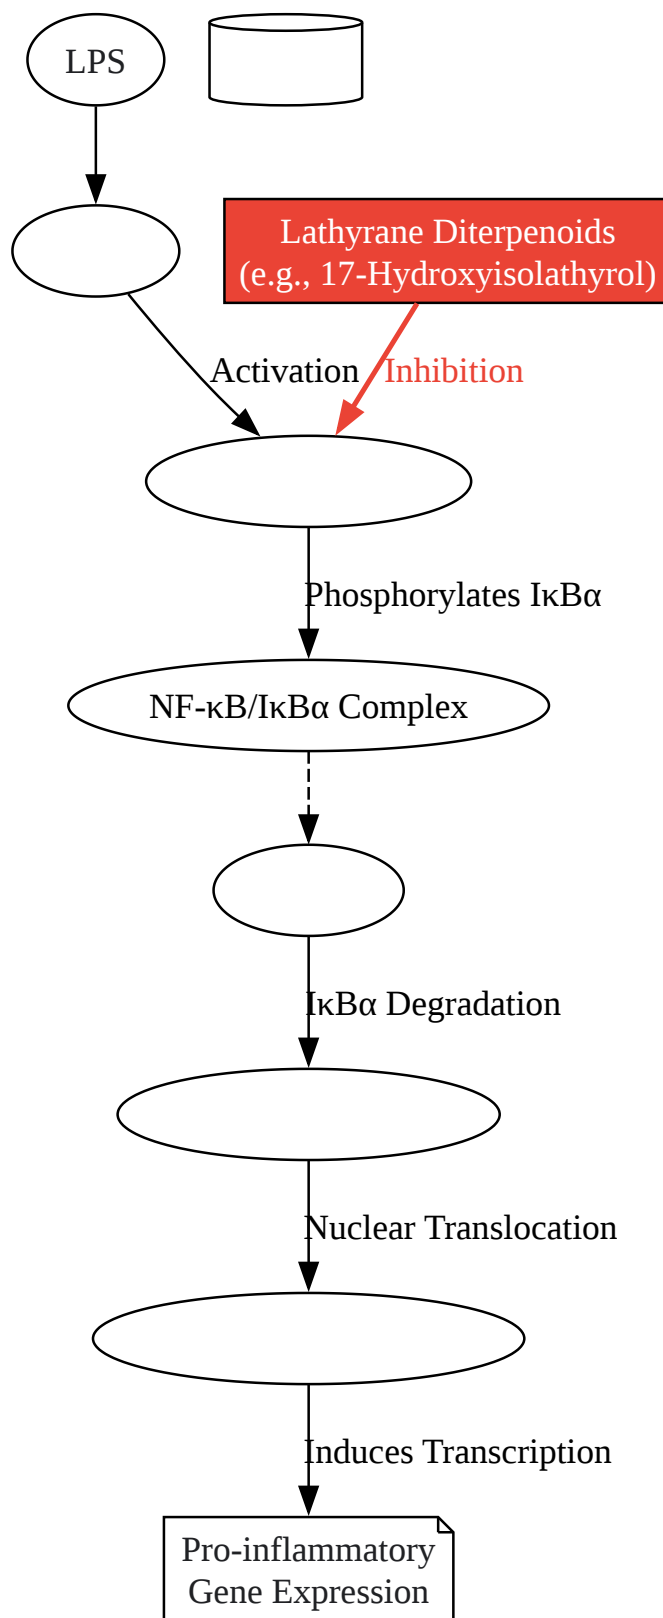 LPS
Lathyrane Diterpenoids
(e.g., 17-Hydroxyisolathyrol)
Activation
Inhibition
Phosphorylates IκBα
NF-κB/IκBα Complex
IκBα Degradation
Nuclear Translocation
Induces Transcription
Pro-inflammatory
Gene Expression